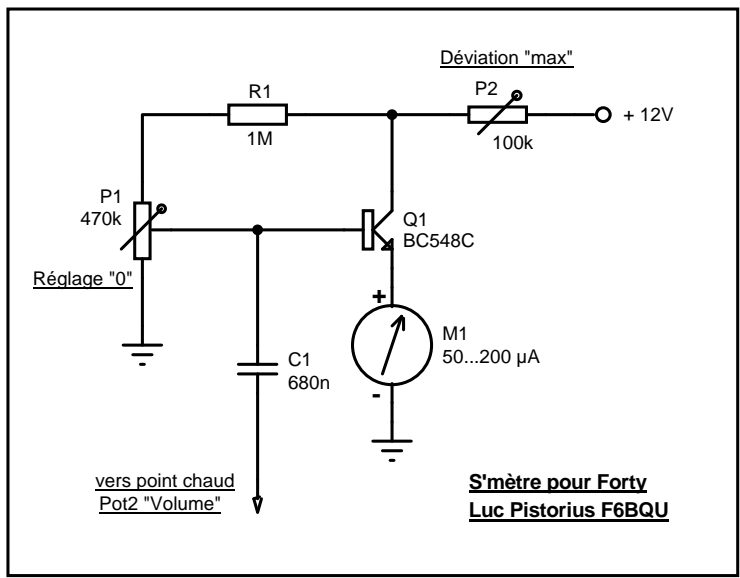 Déviation "max"
P2
100k
+ 12V
R1
1M
P1
470k
Réglage "0"
Q1
BC548C
+
M1
50...200 µA
-
C1
680n
vers point chaud
Pot2 "Volume"
S'mètre pour Forty
Luc Pistorius F6BQU